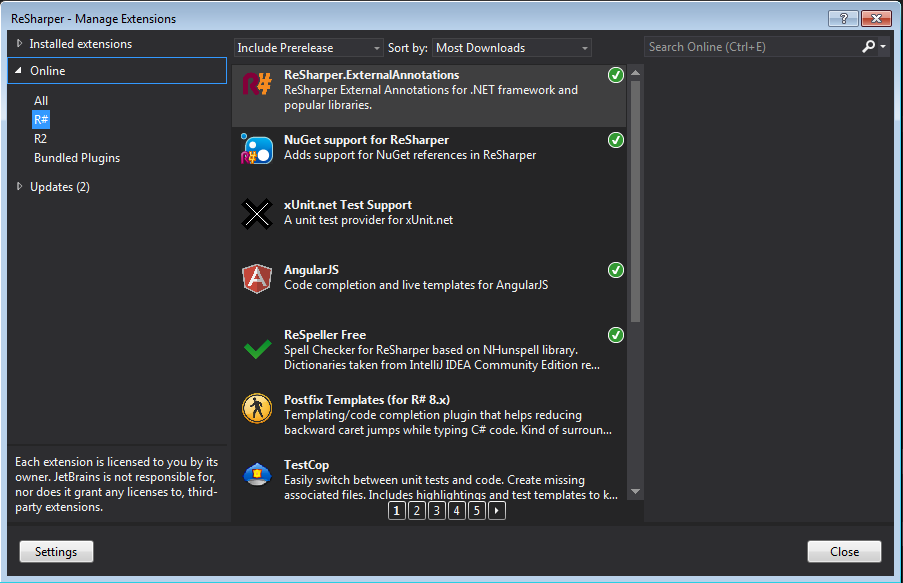 ReSharper - Manage Extensions
?
Installed extensions
Online
All
R#
R2
Bundled Plugins
Updates (2)
Each extension is licensed to you by its
owner. JetBrains is not responsible for,
nor does it grant any licenses to, third-
party extensions.
Include Prerelease
Sort by: Most Downloads
Search Online (Ctrl+E)
R#
ReSharper.ExternalAnnotations
ReSharper External Annotations for .NET framework and
popular libraries.
R#
NuGet support for ReSharper
Adds support for NuGet references in ReSharper
xUnit.net Test Support
A unit test provider for xUnit.net
A
AngularJS
Code completion and live templates for AngularJS
ReSpeller Free
Spell Checker for ReSharper based on NHunspell library.
Dictionaries taken from IntelliJ IDEA Community Edition re...
Postfix Templates (for R# 8.x)
Templating/code completion plugin that helps reducing
backward caret jumps while typing C# code. Kind of surroun...
TestCop
Easily switch between unit tests and code. Create missing
associated files. Includes highlightings and test templates to k...
1 2 3 4 5
Settings
Close